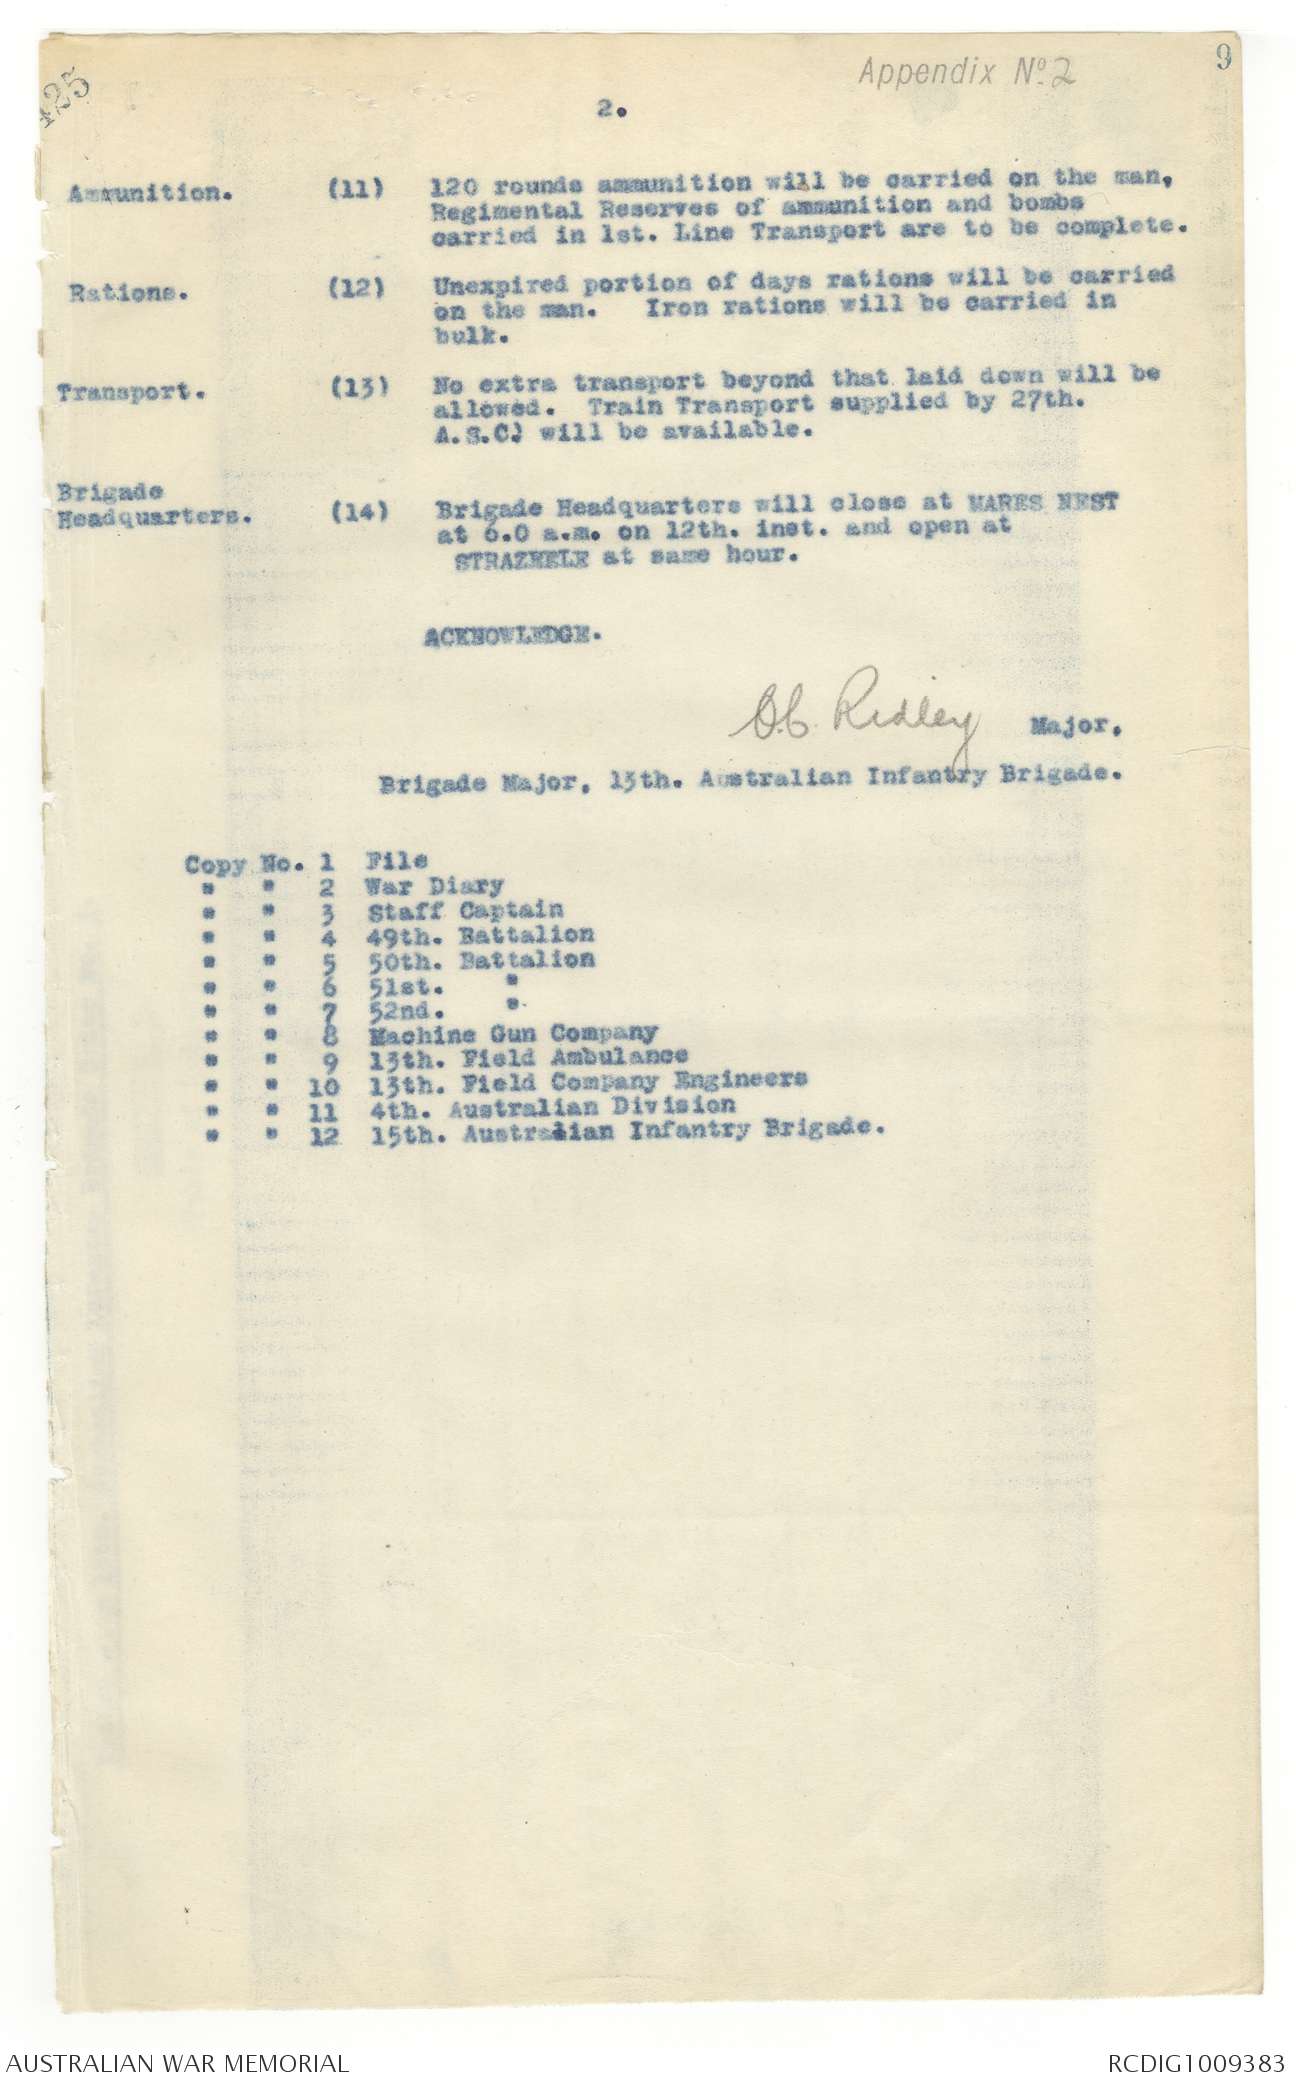 425
Appendix No. 2
9
2.
Ammunition. (11) 120 rounds ammunition will be carried on the man,
Regimental Reserves of ammunition and bombs
carried in 1st. Line Transport are to be complete.
Rations. (12) Unexpired portion of days rations will be carried
on the man. Iron rations will be carried in
bulk.
Transport. (13) No extra transport beyond that laid down will be
allowed. Train Transport supplied by 27th.
A.S.C. will be available.
Brigade
Headquarters. (14) Brigade Headquarters will close at MARES NEST
at 6.0 a.m. on 12th. inst. and open at
STRAZEELE at same hour.
ACKNOWLEDGE.
Ridley Major,
Brigade Major, 13th. Australian Infantry Brigade.
Copy No. 1 File
" " 2 War Diary
" " 3 Staff Captain
" " 4 49th. Battalion
" " 5 50th. Battalion
" " 6 51st. "
" " 7 52nd. "
" " 8 Machine Gun Company
" " 9 13th. Field Ambulance
" " 10 13th. Field Company Engineers
" " 11 4th. Australian Division
" " 12 15th. Australian Infantry Brigade.
AUSTRALIAN WAR MEMORIAL
RCDIG1009383